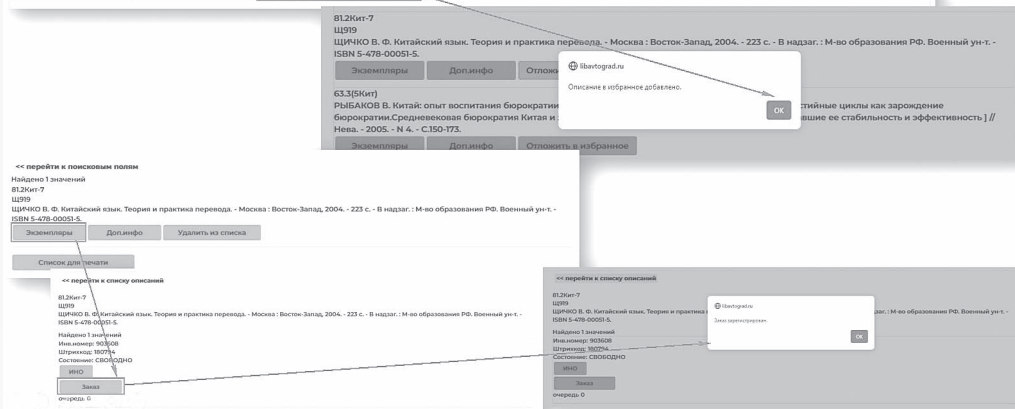 81.2Кит-7
Щ919
ЩИЧКО В. Ф. Китайский язык. Теория и практика перевода. - Москва : Восток-Запад, 2004. - 223 с. - В надзаг. : М-во образования РФ. Военный ун-т. -
ISBN 5-478-00051-5.
Экземпляры Доп.инфо Отложи
libavtograd.ru
Описание в избранное добавлено.
OK
63.3(5Кит)
РЫБАКОВ В. Китай: опыт воспитания бюрократии стийные циклы как зарождение
бюрократии.Средневековая бюрократия Китая и вшие ее стабильность и эффективность ] //
Нева. - 2005. - N 4. - С.150-173.
Экземпляры Доп.инфо Отложить в избранное
<< перейти к поисковым полям
Найдено 1 значений
81.2Кит-7
Щ919
ЩИЧКО В. Ф. Китайский язык. Теория и практика перевода. - Москва : Восток-Запад, 2004. - 223 с. - В надзаг. : М-во образования РФ. Военный ун-т. -
ISBN 5-478-00051-5.
Экземпляры Доп.инфо Удалить из списка
Список для печати
<< перейти к списку описаний
81.2Кит-7
Щ919
ЩИЧКО В. Ф. Китайский язык. Теория и практика перевода. - Москва : Восток-Запад, 2004. - 223 с. - В надзаг. : М-во образования РФ. Военный ун-т. -
ISBN 5-478-00051-5.
Найдено 1 значений
Инв.номер: 903608
Штрихкод: 180794
Состояние: СВОБОДНО
ИНО
Заказ
очередь 0
<< перейти к списку описаний
81.2Кит-7
Щ919
ЩИЧКО В. Ф. Китайский язык. Теория и практика перевода. - Москва : Восток-Запад, 2004. - 223 с. - В надзаг. : М-во образования РФ. Военный ун-т. -
ISBN 5-478-00051-5.
libavtograd.ru
Заказ зарегистрирован.
OK
Найдено 1 значений
Инв.номер: 903608
Штрихкод: 180794
Состояние: СВОБОДНО
ИНО
Заказ
очередь 0